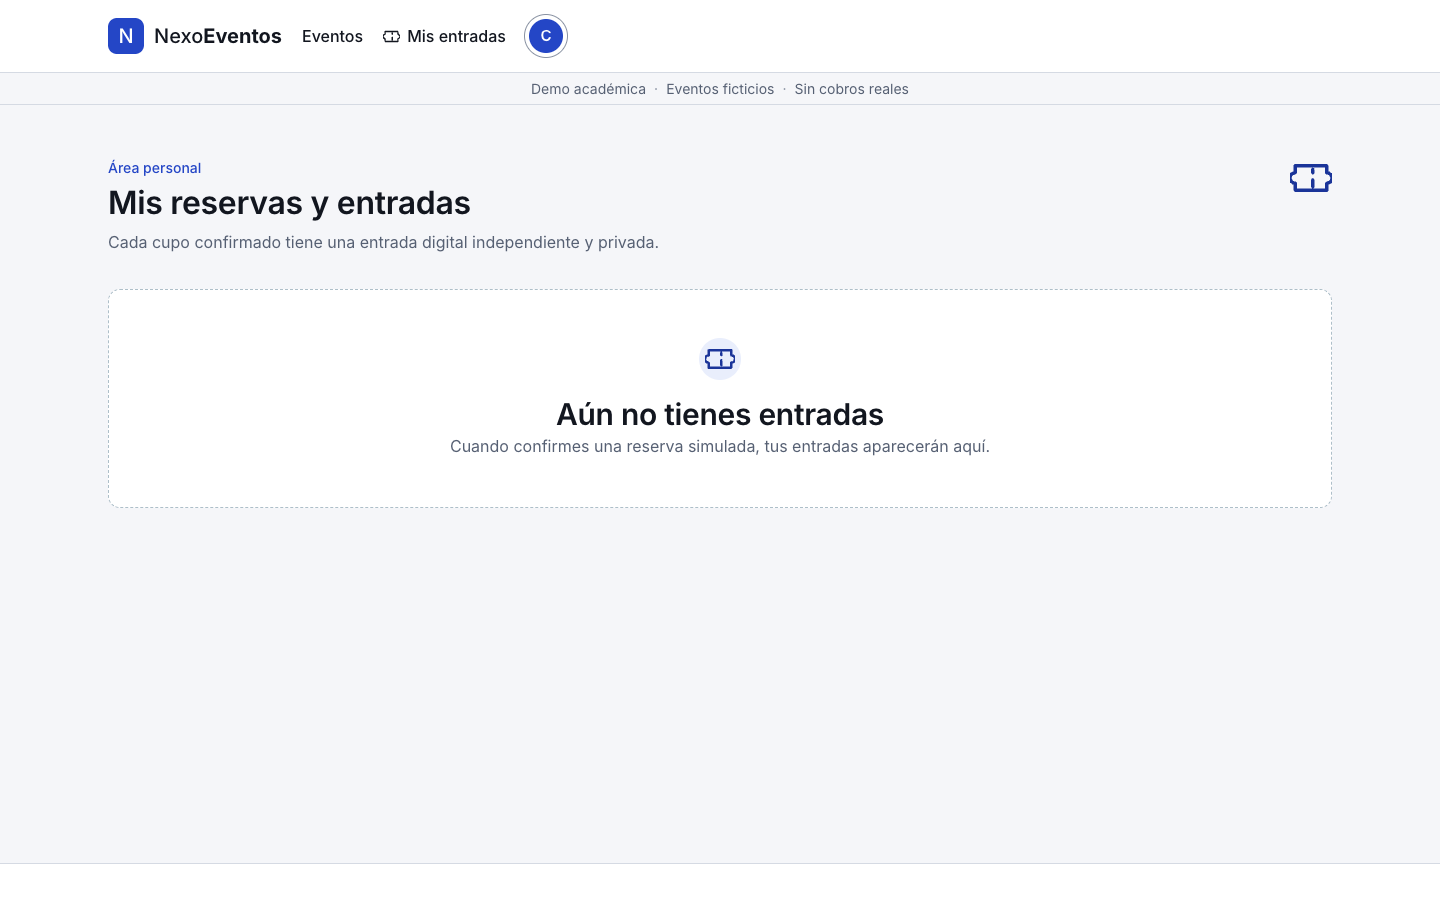 N NexoEventos Eventos Mis entradas C
Demo académica · Eventos ficticios · Sin cobros reales
Área personal
Mis reservas y entradas
Cada cupo confirmado tiene una entrada digital independiente y privada.
Aún no tienes entradas
Cuando confirmes una reserva simulada, tus entradas aparecerán aquí.